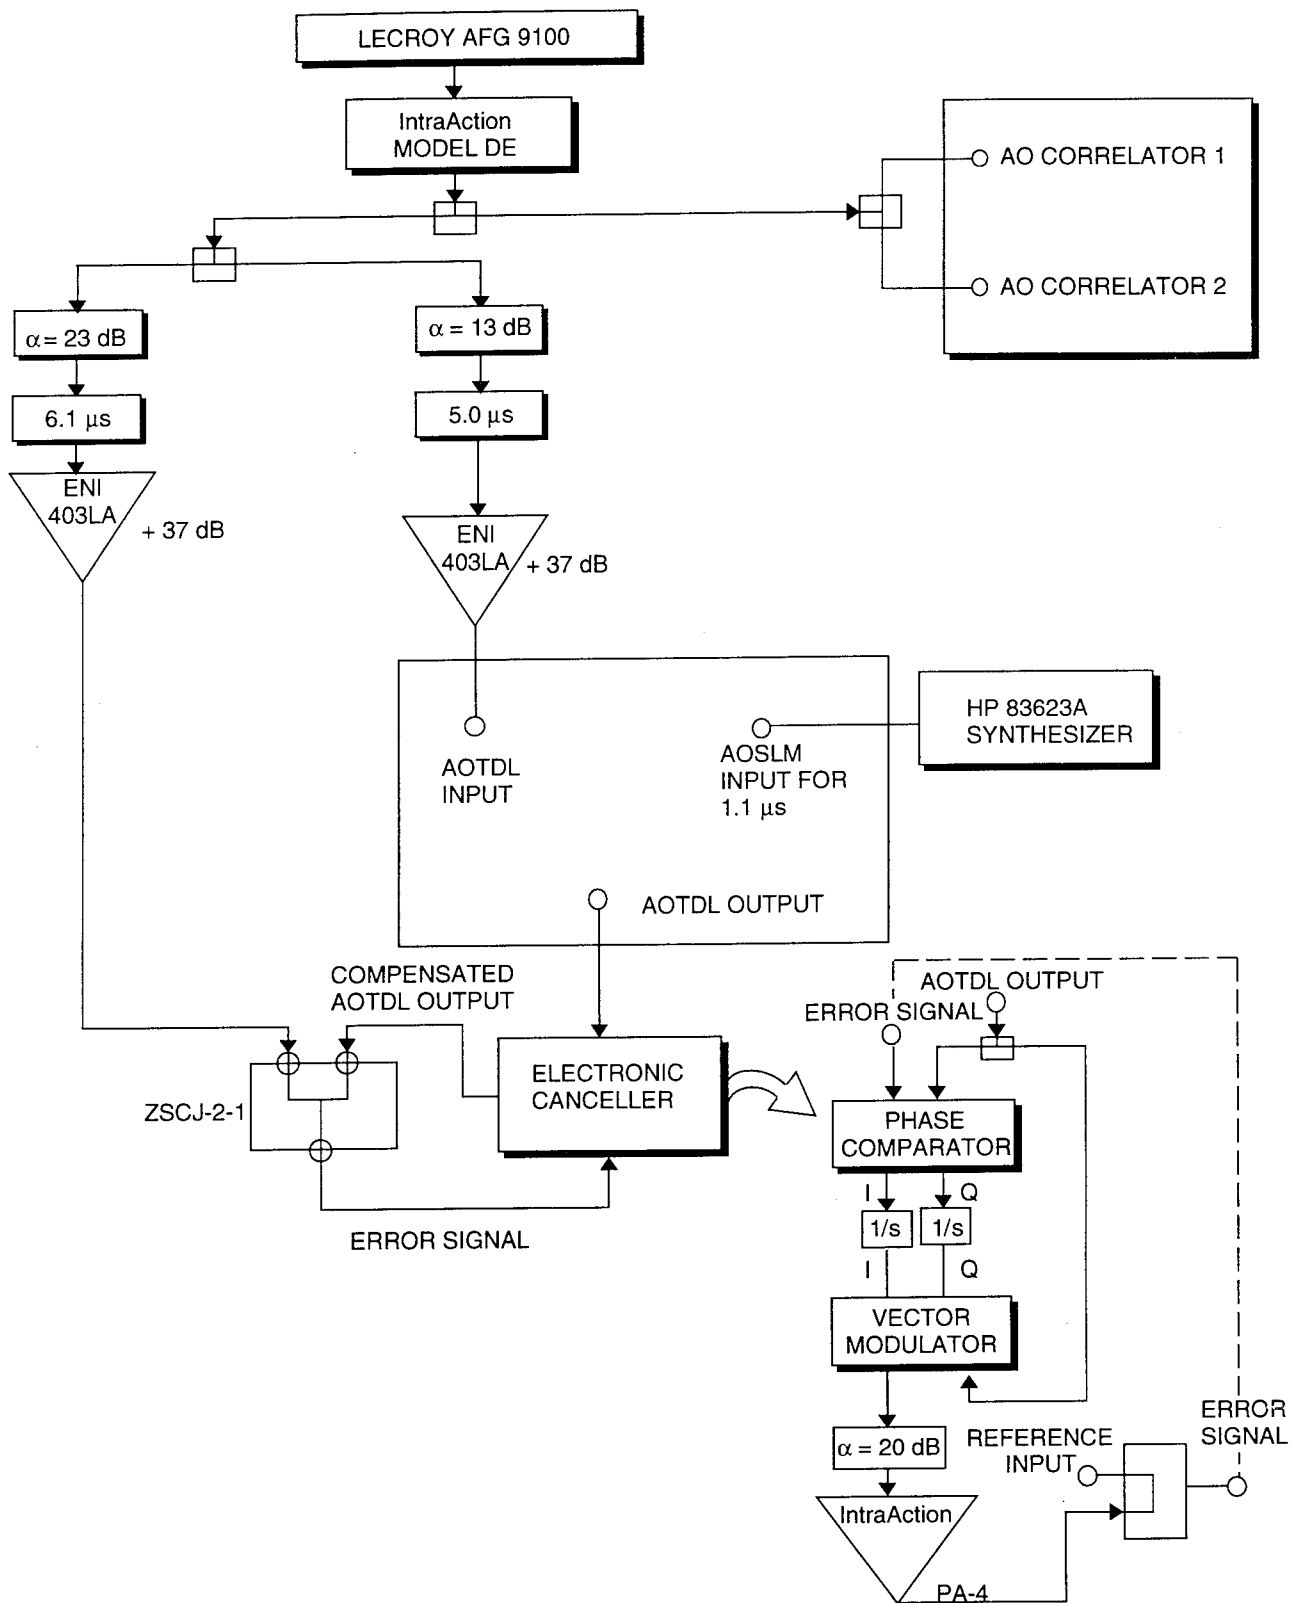 LECROY AFG 9100
IntraAction
MODEL DE
AO CORRELATOR 1
AO CORRELATOR 2
α = 23 dB
α = 13 dB
6.1 μs
5.0 μs
ENI
403LA
+ 37 dB
ENI
403LA
+ 37 dB
HP 83623A
SYNTHESIZER
AOTDL
INPUT
AOSLM
INPUT FOR
1.1 μs
AOTDL OUTPUT
COMPENSATED
AOTDL OUTPUT
AOTDL OUTPUT
ERROR SIGNAL
ELECTRONIC
CANCELLER
ZSCJ-2-1
PHASE
COMPARATOR
I
Q
1/s
1/s
I
Q
ERROR SIGNAL
VECTOR
MODULATOR
α = 20 dB
REFERENCE
INPUT
ERROR
SIGNAL
IntraAction
PA-4